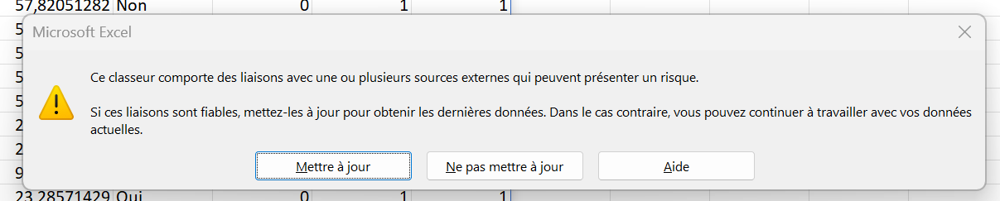 57,82051282 Non 0 1 1
Microsoft Excel
5
5
Ce classeur comporte des liaisons avec une ou plusieurs sources externes qui peuvent présenter un risque.
5
5
Si ces liaisons sont fiables, mettez-les à jour pour obtenir les dernières données. Dans le cas contraire, vous pouvez continuer à travailler avec vos données
2
actuelles.
2
9
Mettre à jour Ne pas mettre à jour Aide
23,28571429 Oui 0 1 1